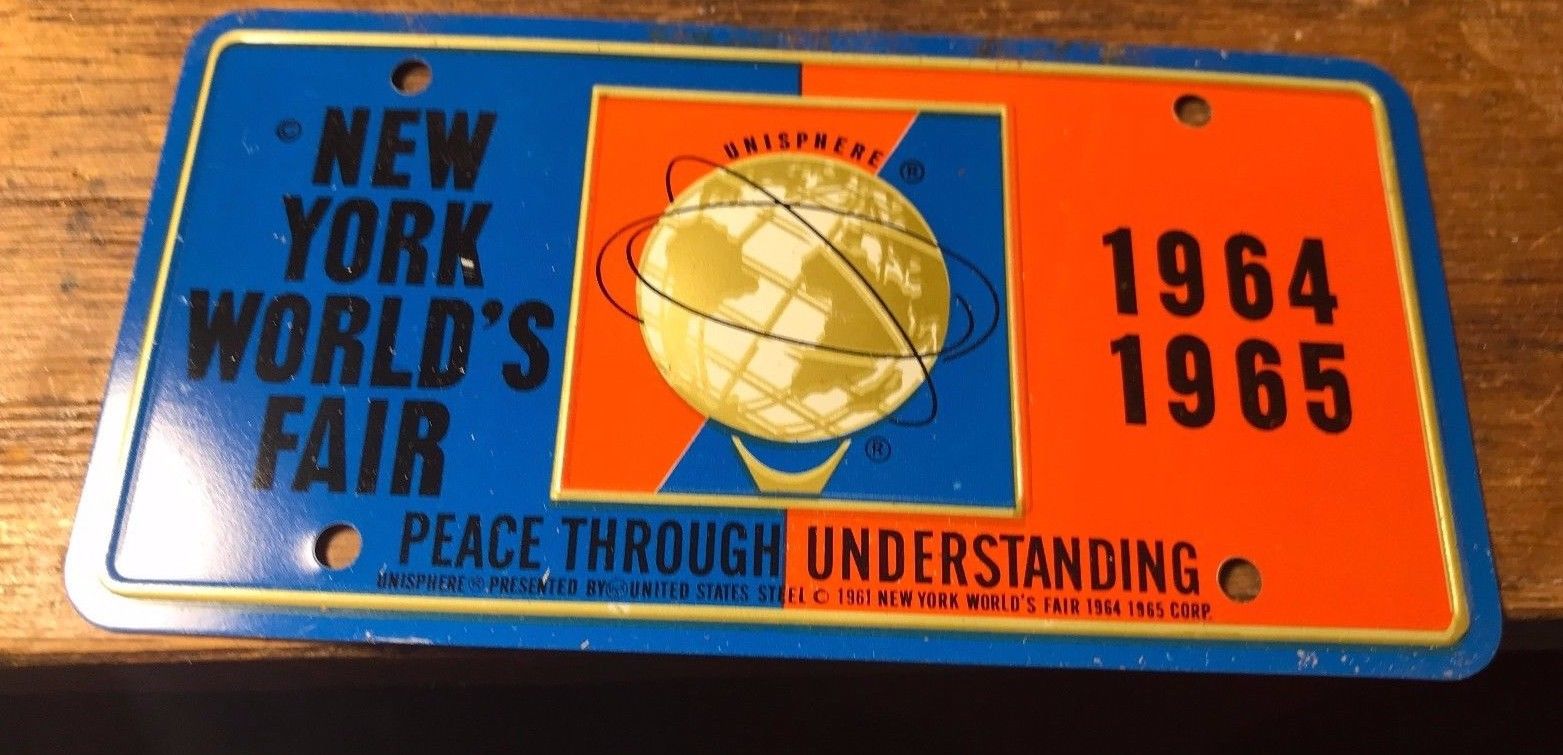 © NEW
YORK
WORLD'S
FAIR
UNISPHERE ®
®
1964
1965
PEACE THROUGH UNDERSTANDING
UNISPHERE ® PRESENTED BY UNITED STATES STEEL © 1961 NEW YORK WORLD'S FAIR 1964 1965 CORP.